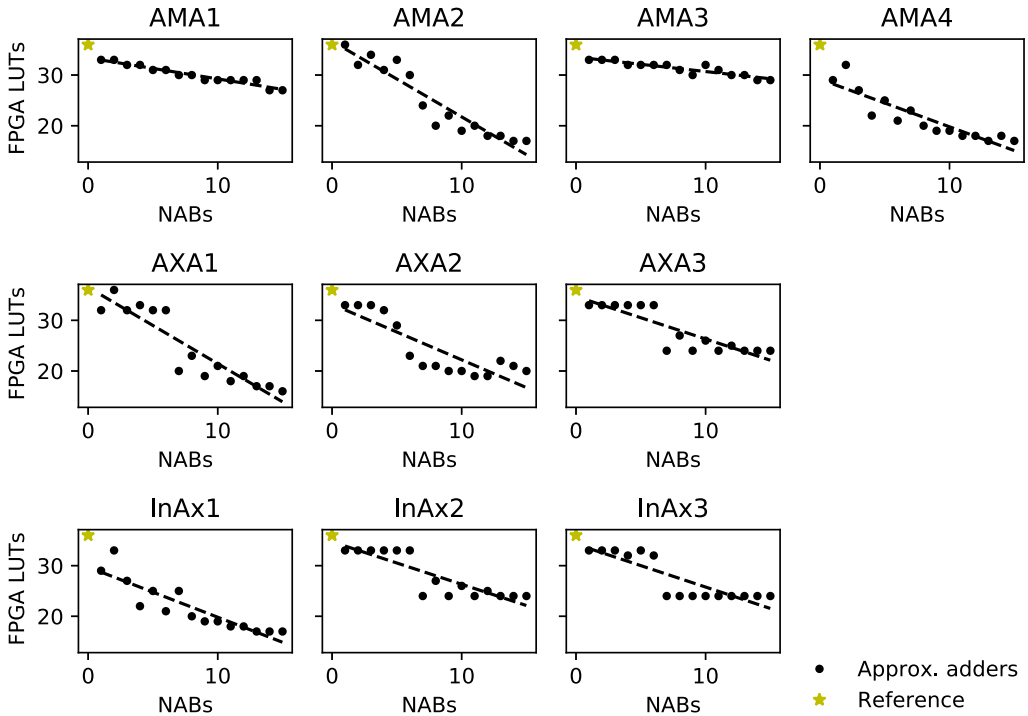 AMA1 AMA2 AMA3 AMA4
FPGA LUTs
30
20
0 10 0 10 0 10 0 10
NABs NABs NABs NABs
AXA1 AXA2 AXA3
FPGA LUTs
30
20
0 10 0 10 0 10
NABs NABs NABs
InAx1 InAx2 InAx3
FPGA LUTs
30
20
0 10 0 10 0 10
NABs NABs NABs
Approx. adders
Reference